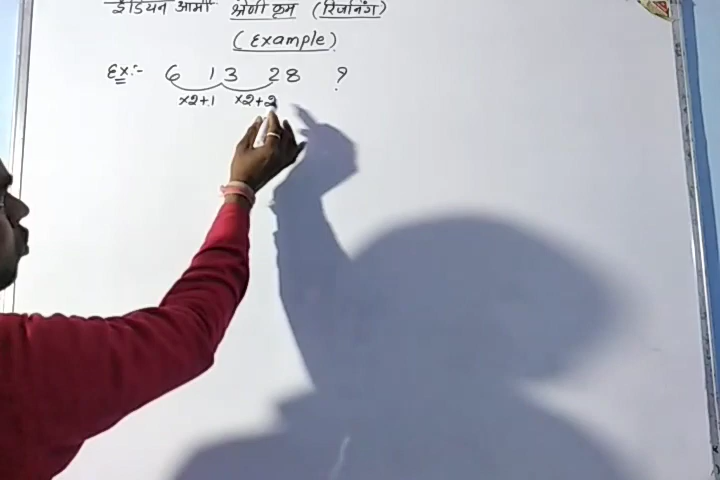 इंडियन आर्मी श्रेणी क्रम (रिजनिंग)
(Example)
Ex:- 6 13 28 ?
×2+1 ×2+2